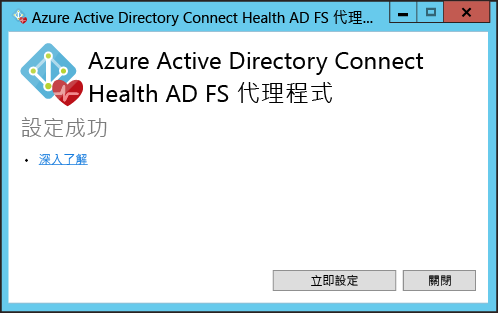 Azure Active Directory Connect Health AD FS 代理...
Azure Active Directory Connect
Health AD FS 代理程式
設定成功
深入了解
立即設定 關閉